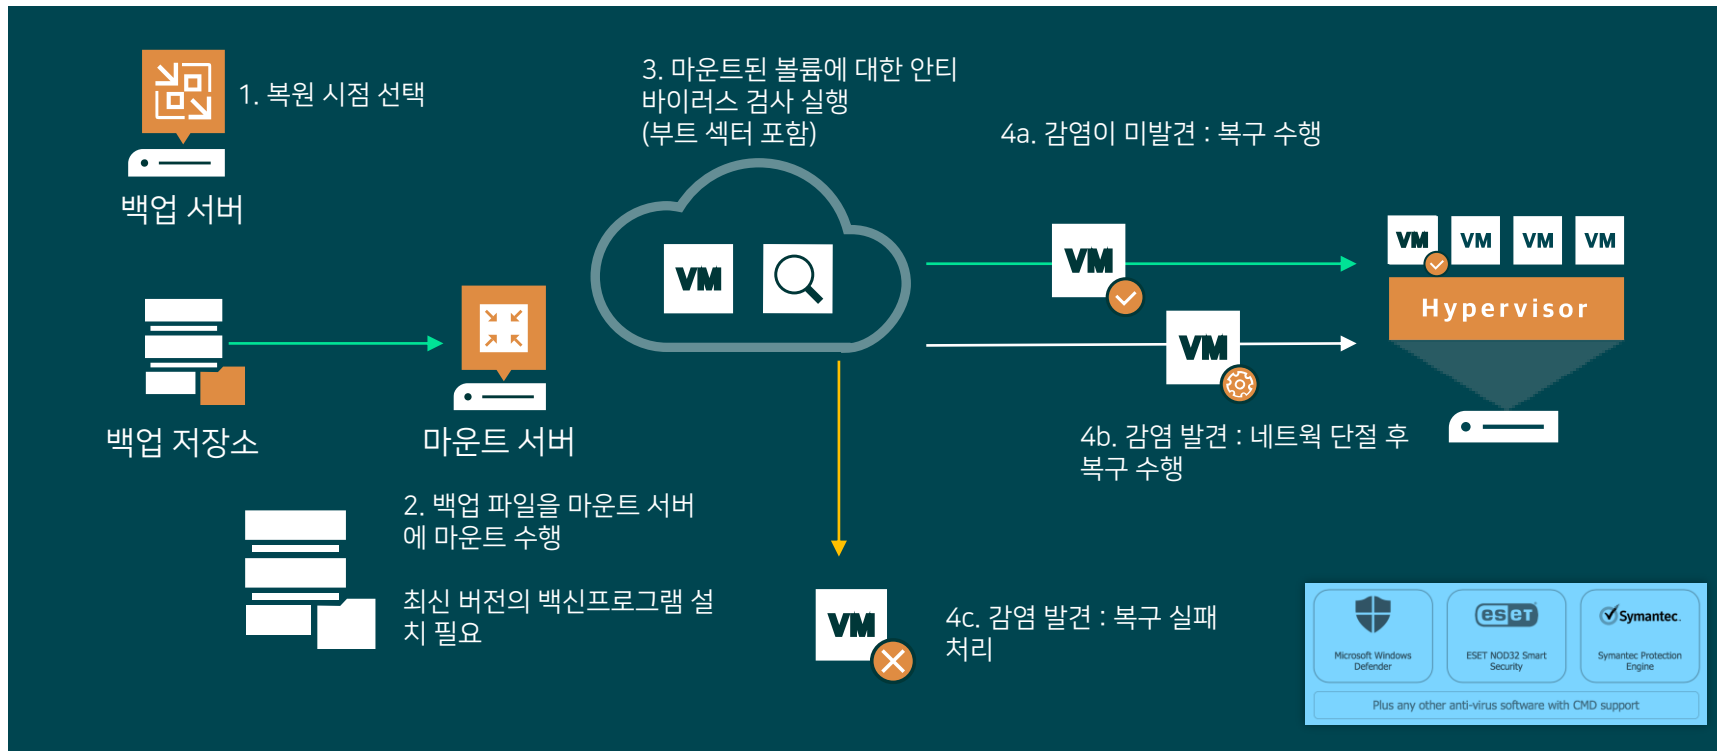 1. 복원 시점 선택
백업 서버
3. 마운트된 볼륨에 대한 안티
바이러스 검사 실행
(부트 섹터 포함)
4a. 감염이 미발견 : 복구 수행
VM
VM
VM VM VM VM
Hypervisor
VM
백업 저장소
마운트 서버
4b. 감염 발견 : 네트웍 단절 후
복구 수행
2. 백업 파일을 마운트 서버
에 마운트 수행
최신 버전의 백신프로그램 설
치 필요
VM
4c. 감염 발견 : 복구 실패
처리
Microsoft Windows
Defender
eseT
ESET NOD32 Smart
Security
Symantec.
Symantec Protection
Engine
Plus any other anti-virus software with CMD support